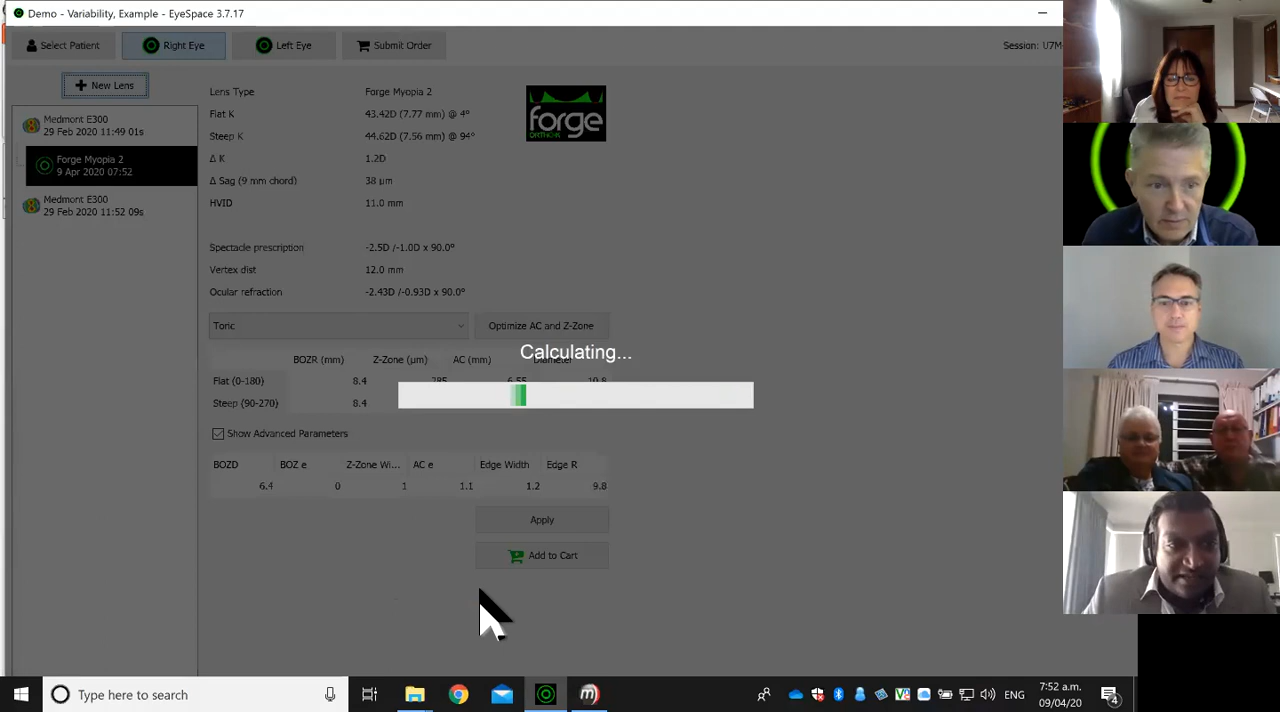 Demo - Variability, Example - EyeSpace 3.7.17
Select Patient
Right Eye
Left Eye
Submit Order
Session: U7M
New Lens
Medmont E300
29 Feb 2020 11:49 01s
Forge Myopia 2
9 Apr 2020 07:52
Medmont E300
29 Feb 2020 11:52 09s
Lens Type Forge Myopia 2
Flat K 43.42D (7.77 mm) @ 4°
Steep K 44.62D (7.56 mm) @ 94°
Δ K 1.2D
Δ Sag (9 mm chord) 38 μm
HVID 11.0 mm
forge
Spectacle prescription -2.5D /-1.0D x 90.0°
Vertex dist 12.0 mm
Ocular refraction -2.43D /-0.93D x 90.0°
Toric Optimize AC and Z-Zone
Calculating...
BOZR (mm) Z-Zone (μm) AC (mm) Diameter
Flat (0-180) 8.4 285 6.55 10.8
Steep (90-270) 8.4
Show Advanced Parameters
BOZD BOZ e Z-Zone Wi... AC e Edge Width Edge R
6.4 0 1 1.1 1.2 9.8
Apply
Add to Cart
Type here to search
ENG
7:52 a.m.
09/04/20
4